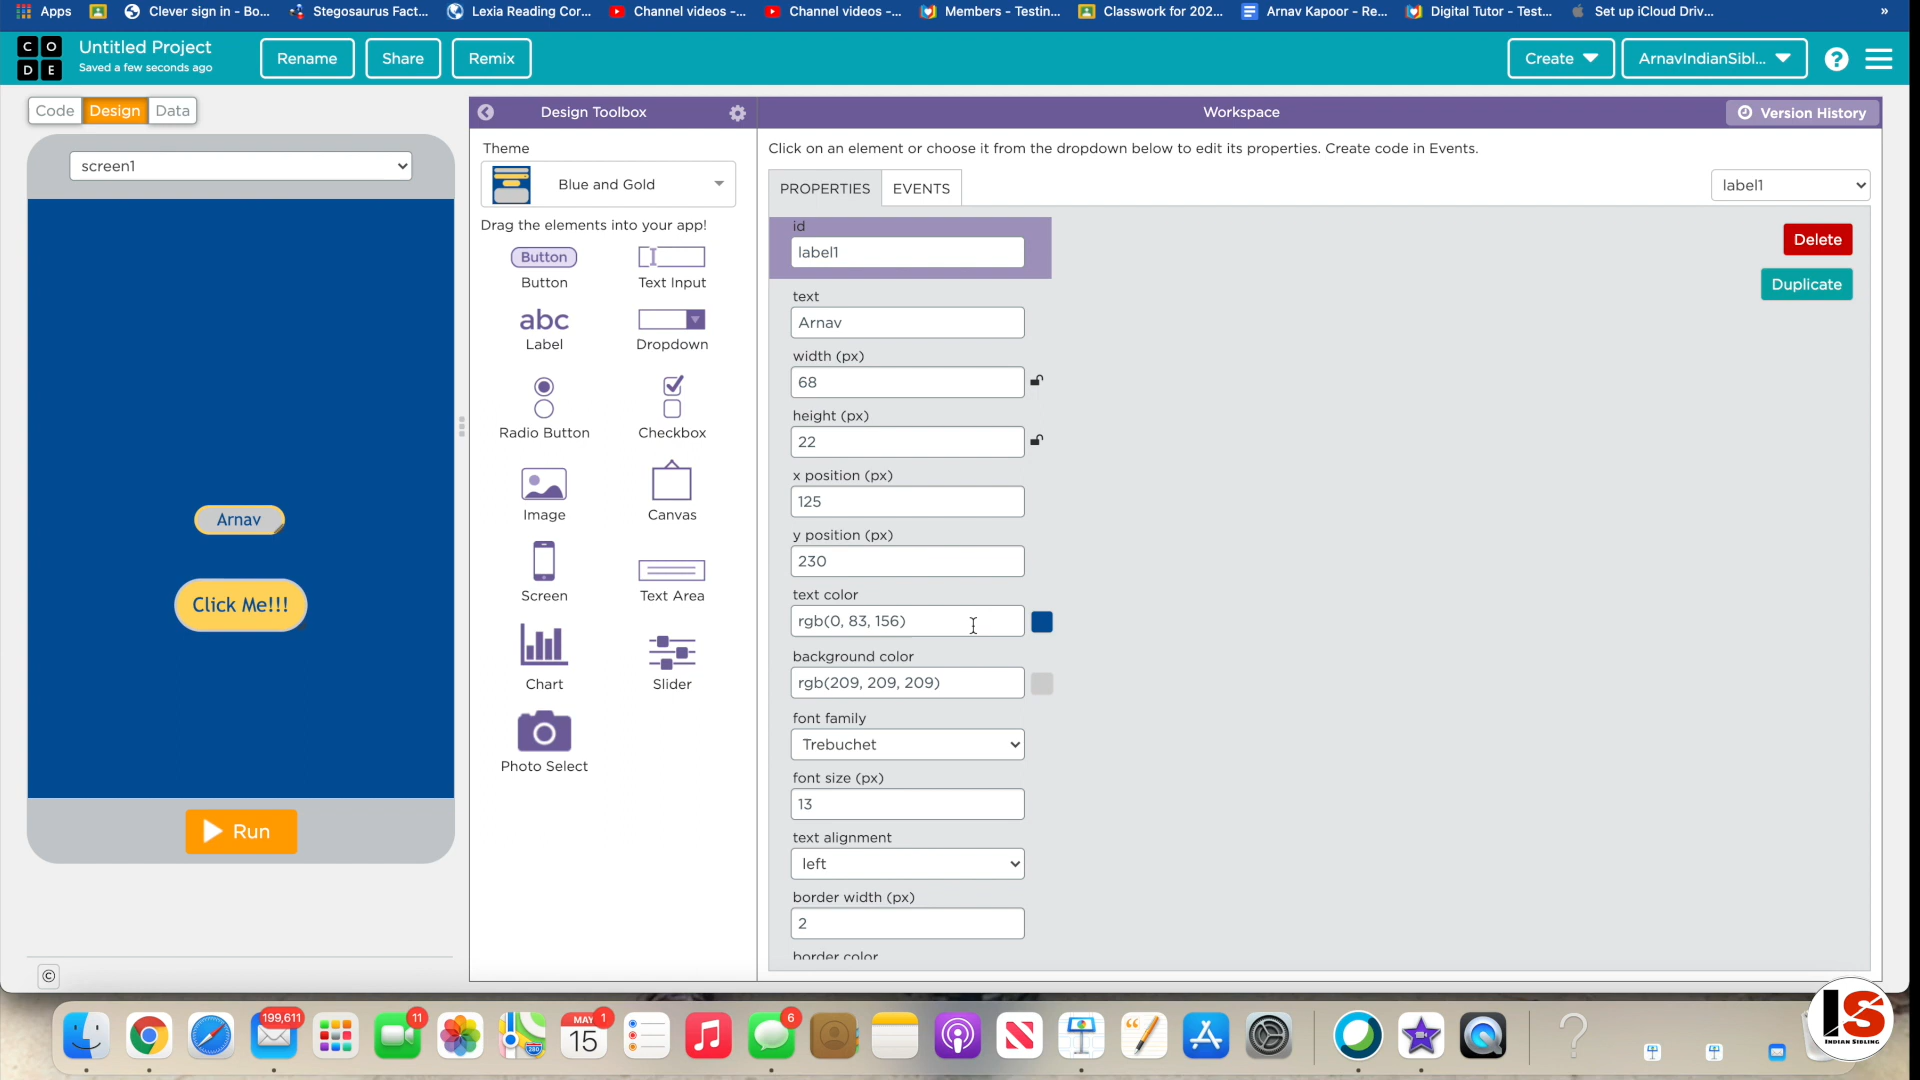 Apps
Clever sign in - Bo...
Stegosaurus Fact...
Lexia Reading Cor...
Channel videos -...
Channel videos -...
Members - Testin...
Classwork for 202...
Arnav Kapoor - Re...
Digital Tutor - Test...
Set up iCloud Driv...
»
CODE
Untitled Project
Saved a few seconds ago
Rename
Share
Remix
Create
ArnavIndianSibl...
?
Code
Design
Data
Design Toolbox
Workspace
Version History
screen1
Theme
Blue and Gold
Drag the elements into your app!
Button
Button
Text Input
abc
Label
Dropdown
Radio Button
Checkbox
Image
Canvas
Screen
Text Area
Chart
Slider
Photo Select
Click on an element or choose it from the dropdown below to edit its properties. Create code in Events.
PROPERTIES
EVENTS
label1
Delete
Duplicate
id
label1
text
Arnav
width (px)
68
height (px)
22
x position (px)
125
y position (px)
230
text color
rgb(0, 83, 156)
background color
rgb(209, 209, 209)
font family
Trebuchet
font size (px)
13
text alignment
left
border width (px)
2
border color
Arnav
Click Me!!!
Run
©
199,611
11
MAY
15
1
280
6
?
IS
INDIAN SIBLING